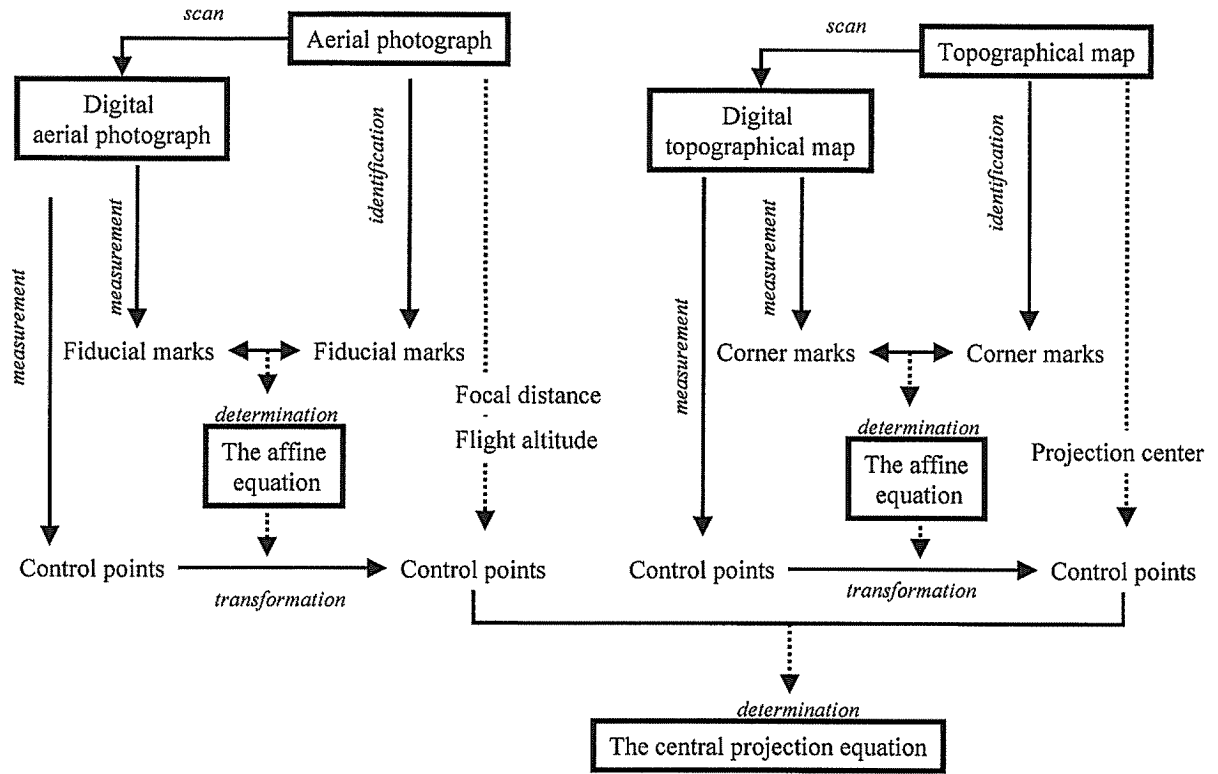 scan
Aerial photograph
scan
Topographical map
Digital
aerial photograph
Digital
topographical map
identification
identification
measurement
measurement
measurement
measurement
Fiducial marks
Fiducial marks
Corner marks
Corner marks
Focal distance
Flight altitude
determination
The affine
equation
determination
The affine
equation
Projection center
Control points
transformation
Control points
Control points
transformation
Control points
determination
The central projection equation